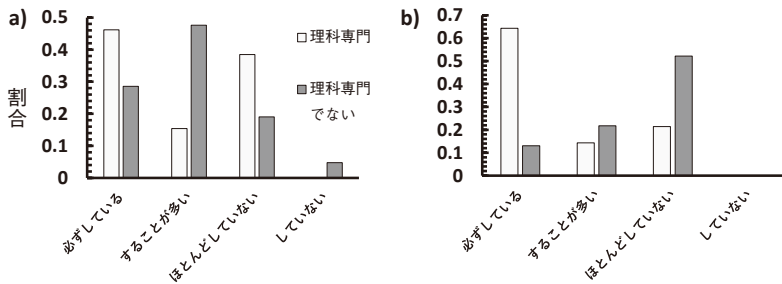 a)
0.5
0.4
0.3
0.2
0.1
0
割合
理科専門
理科専門
でない
必ずしている
することが多い
ほとんどしていない
していない
b)
0.7
0.6
0.5
0.4
0.3
0.2
0.1
0
必ずしている
することが多い
ほとんどしていない
していない